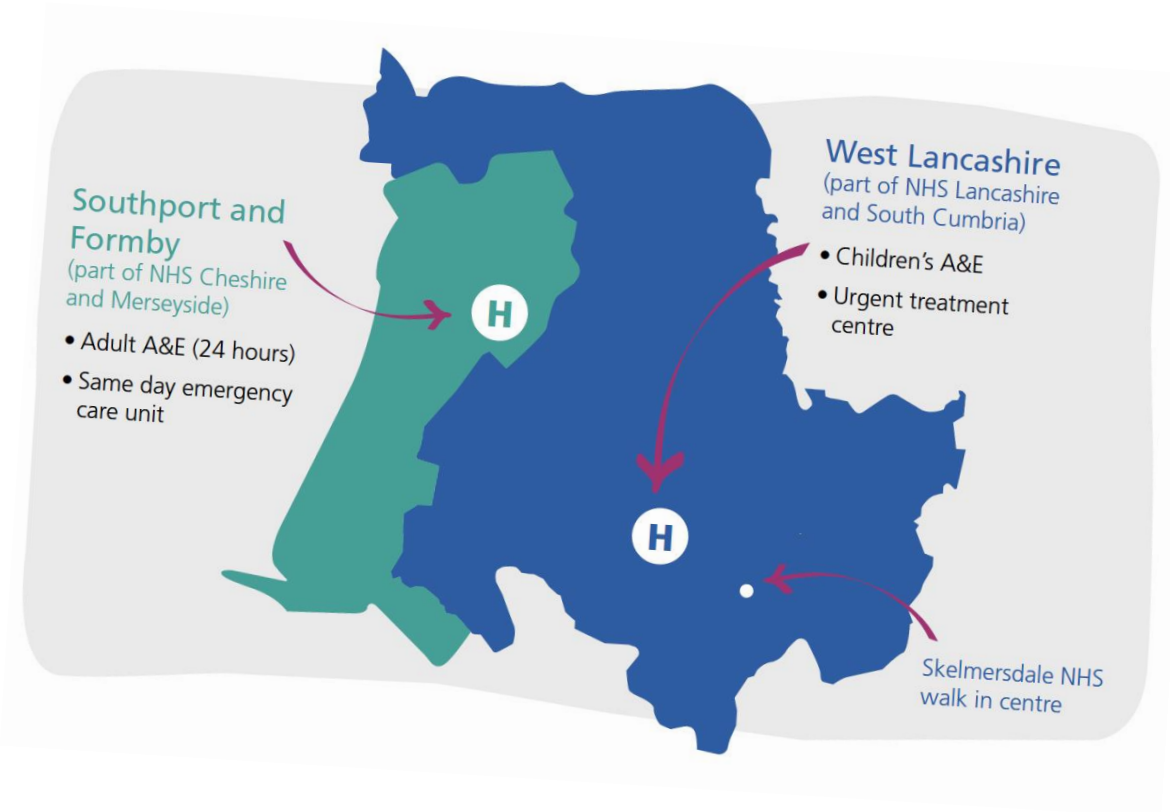 Southport and
Formby
(part of NHS Cheshire
and Merseyside)
• Adult A&E (24 hours)
• Same day emergency
care unit
H
West Lancashire
(part of NHS Lancashire
and South Cumbria)
• Children's A&E
• Urgent treatment
centre
H
Skelmersdale NHS
walk in centre